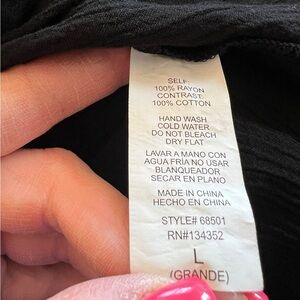 SELF:
100% RAYON
CONTRAST:
100% COTTON
HAND WASH
COLD WATER
DO NOT BLEACH
DRY FLAT
LAVAR A MANO CON
AGUA FRIA NO USAR
BLANQUEADOR
SECAR EN PLANO
MADE IN CHINA
HECHO EN CHINA
STYLE# 68501
RN#134352
L
(GRANDE)